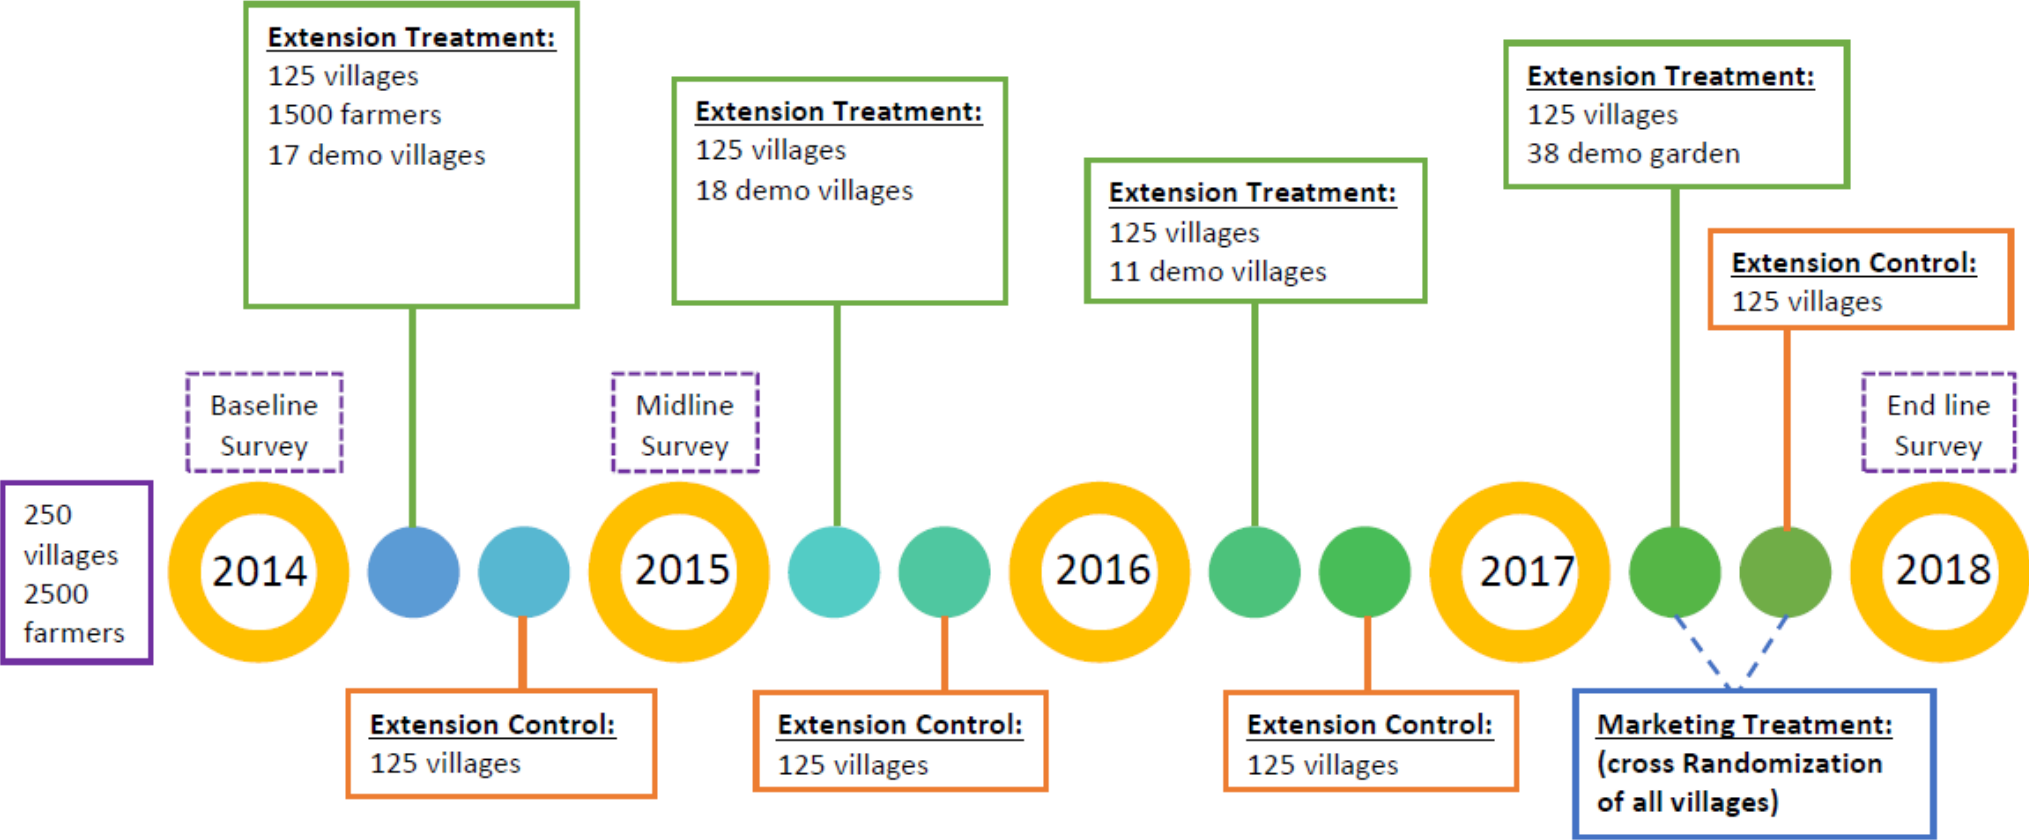 Extension Treatment:
125 villages
1500 farmers
17 demo villages
Extension Treatment:
125 villages
18 demo villages
Extension Treatment:
125 villages
11 demo villages
Extension Treatment:
125 villages
38 demo garden
Extension Control:
125 villages
Baseline
Survey
Midline
Survey
End line
Survey
250
villages
2500
farmers
2014
2015
2016
2017
2018
Extension Control:
125 villages
Extension Control:
125 villages
Extension Control:
125 villages
Marketing Treatment:
(cross Randomization
of all villages)